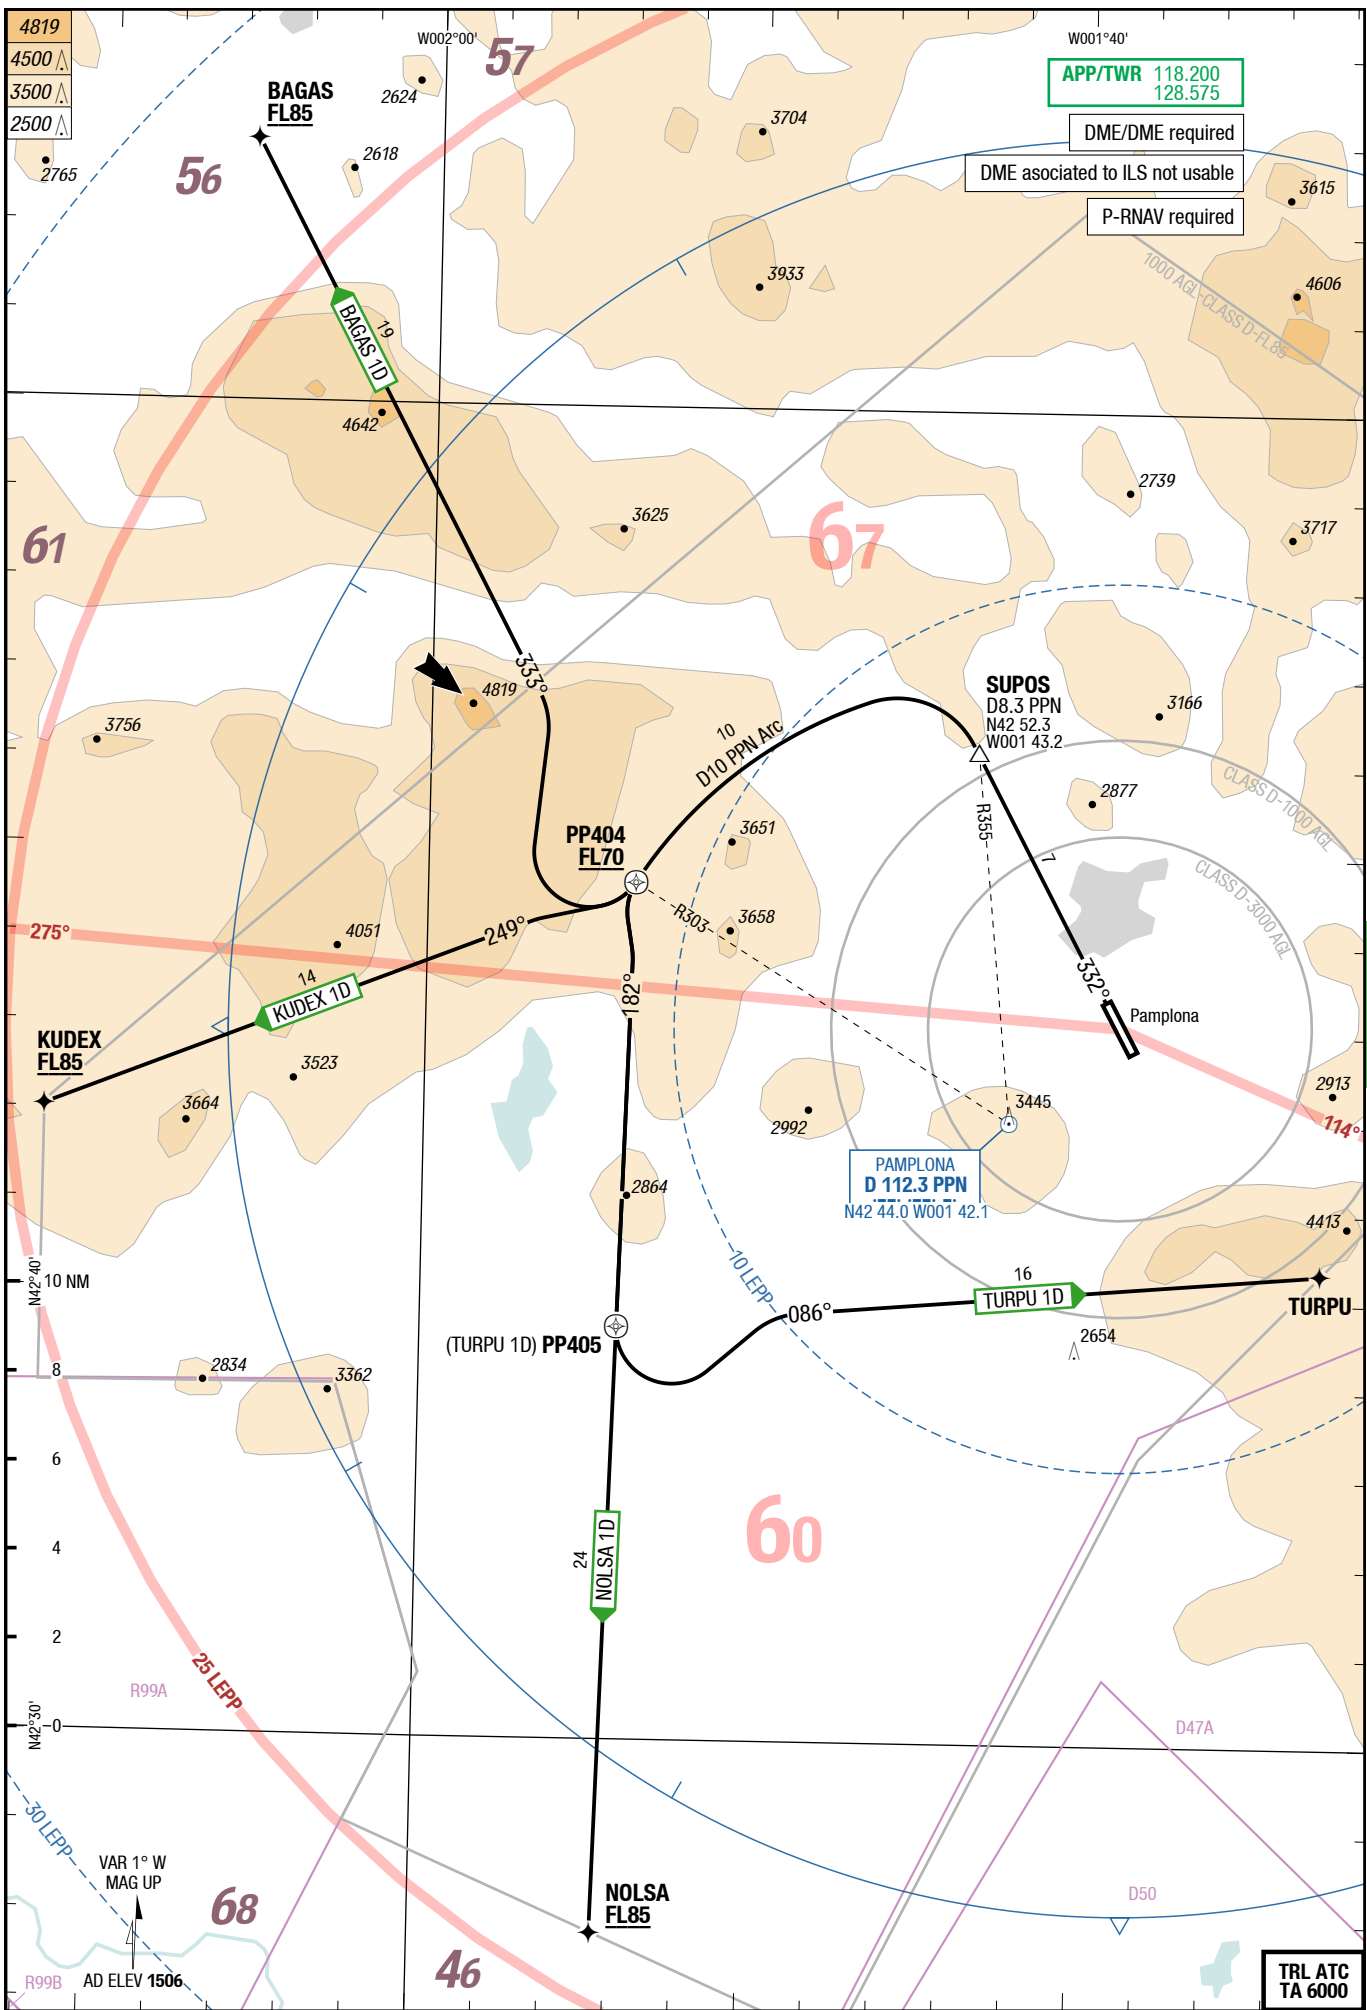 4819
4500
3500
2500
W002°00'
W001°40'
57
56
61
67
60
68
46
APP/TWR 118.200
128.575
DME/DME required
DME asociated to ILS not usable
P-RNAV required
BAGAS
FL85
2624
2618
2765
3704
3615
3933
4606
1000 AGL-CLASS D-FL85
19
BAGAS 1D
4642
3625
2739
3717
333°
4819
3756
10
D10 PPN Arc
SUPOS
D8.3 PPN
N42 52.3
W001 43.2
3166
CLASS D-1000 AGL
2877
R355
7
3651
PP404
FL70
CLASS D-3000 AGL
R303
3658
275°
4051
249°
14
KUDEX 1D
182°
332°
Pamplona
KUDEX
FL85
3523
3664
2992
3445
2913
114°
PAMPLONA
D 112.3 PPN
N42 44.0 W001 42.1
2864
4413
N42°40'
10 NM
10 LEPP
16
TURPU 1D
086°
TURPU
(TURPU 1D) PP405
2654
8
2834
3362
6
4
2
0
24
NOLSA 1D
25 LEPP
R99A
D47A
N42°30'
30 LEPP
VAR 1° W
MAG UP
NOLSA
FL85
D50
R99B
AD ELEV 1506
TRL ATC
TA 6000